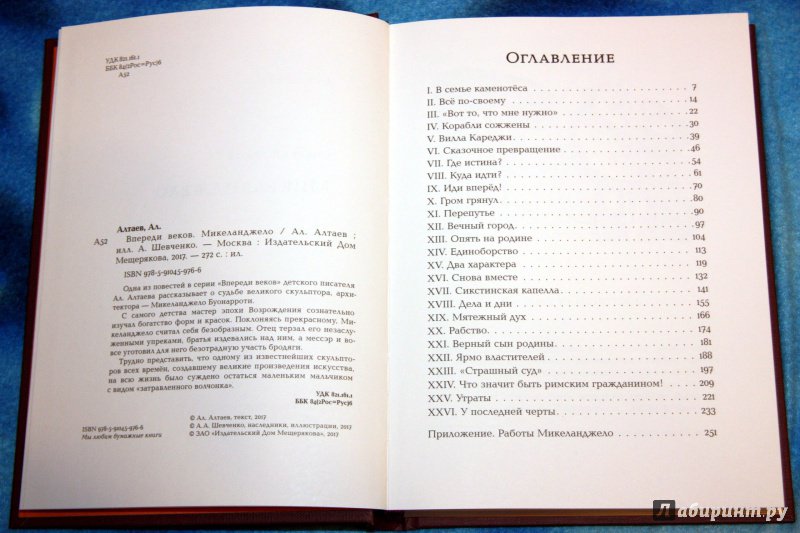 УДК 821.161.1
ББК 84(2Рос=Рус)6
А52
Алтаев, Ал.
А52 Впереди веков. Микеланджело / Ал. Алтаев ;
илл. А. Шевченко. — Москва : Издательский Дом
Мещерякова, 2017. — 272 с. : ил.
ISBN 978-5-91045-976-6
Одна из повестей в серии «Впереди веков» детского писателя
Ал. Алтаева рассказывает о судьбе великого скульптора, архи-
тектора — Микеланджело Буонарроти.
С самого детства мастер эпохи Возрождения сознательно
изучал богатство форм и красок. Поклоняясь прекрасному, Ми-
келанджело считал себя безобразным. Отец терзал его незаслу-
женными упреками, братья издевались над ним, а мессэр и во-
все уготовил для него безотрадную участь бродяги.
Трудно представить, что одному из известнейших скульпто-
ров всех времён, создавшему великие произведения искусства,
на всю жизнь было суждено остаться маленьким мальчиком
с видом «затравленного волчонка».
УДК 821.161.1
ББК 84(2Рос=Рус)6
© Ал. Алтаев, текст, 2017
© А.А. Шевченко, наследники, иллюстрации, 2017
© ЗАО «Издательский Дом Мещерякова», 2017
ISBN 978-5-91045-976-6
Мы любим бумажные книги
Оглавление
I. В семье каменотёса 7
II. Всё по-своему 14
III. «Вот то, что мне нужно» 22
IV. Корабли сожжены 30
V. Вилла Кареджи 39
VI. Сказочное превращение 46
VII. Где истина? 54
VIII. Куда идти? 61
IX. Иди вперёд! 70
X. Гром грянул 80
XI. Перепутье 90
XII. Вечный город 97
XIII. Опять на родине 104
XIV. Единоборство 113
XV. Два характера 119
XVI. Снова вместе 132
XVII. Сикстинская капелла 141
XVIII. Дела и дни 155
XIX. Мятежный дух 166
XX. Рабство 174
XXI. Верный сын родины 181
XXII. Ярмо властителей 188
XXIII. «Страшный суд» 197
XXIV. Что значит быть римским гражданином! 209
XXV. Утраты 221
XXVI. У последней черты 233
Приложение. Работы Микеланджело 251
Лабиринт.ру